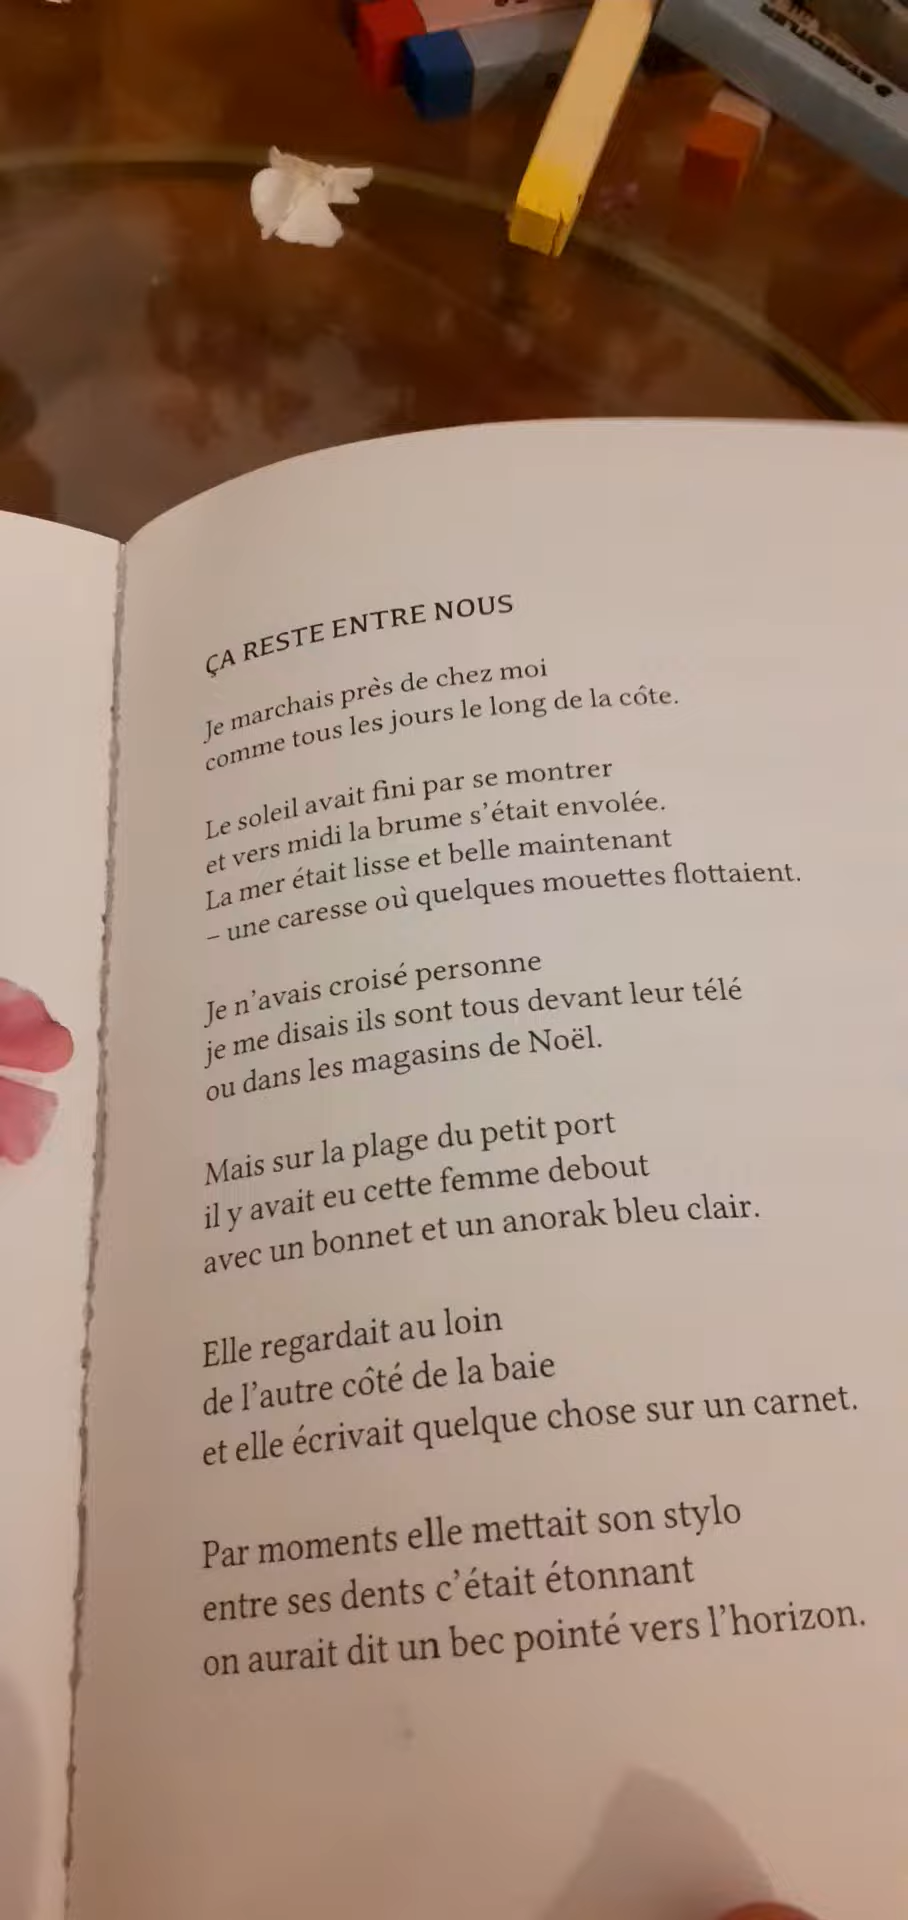 STAEDTLER
ÇA RESTE ENTRE NOUS
Je marchais près de chez moi
comme tous les jours le long de la côte.
Le soleil avait fini par se montrer
et vers midi la brume s’était envolée.
La mer était lisse et belle maintenant
– une caresse où quelques mouettes flottaient.
Je n’avais croisé personne
je me disais ils sont tous devant leur télé
ou dans les magasins de Noël.
Mais sur la plage du petit port
il y avait eu cette femme debout
avec un bonnet et un anorak bleu clair.
Elle regardait au loin
de l’autre côté de la baie
et elle écrivait quelque chose sur un carnet.
Par moments elle mettait son stylo
entre ses dents c’était étonnant
on aurait dit un bec pointé vers l’horizon.